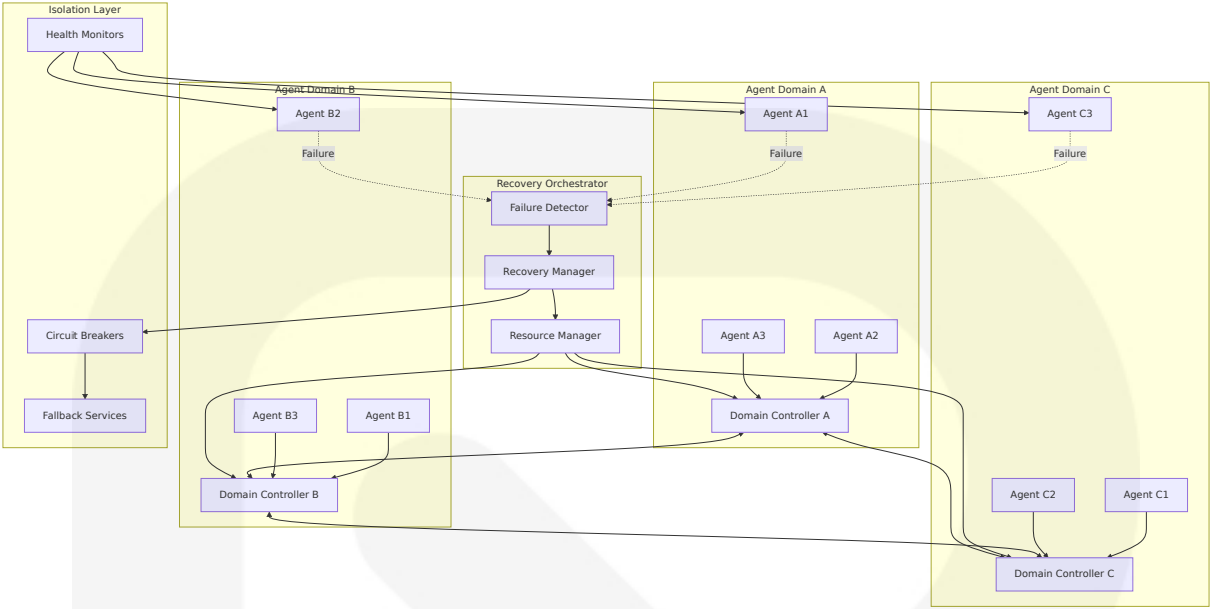 Isolation Layer
Health Monitors
Agent Domain B
Agent Domain A
Agent Domain C
Agent B2
Agent A1
Agent C3
Failure
Failure
Failure
Recovery Orchestrator
Failure Detector
Recovery Manager
Circuit Breakers
Resource Manager
Agent A3
Agent A2
Fallback Services
Agent B3
Agent B1
Domain Controller A
Domain Controller B
Agent C2
Agent C1
Domain Controller C